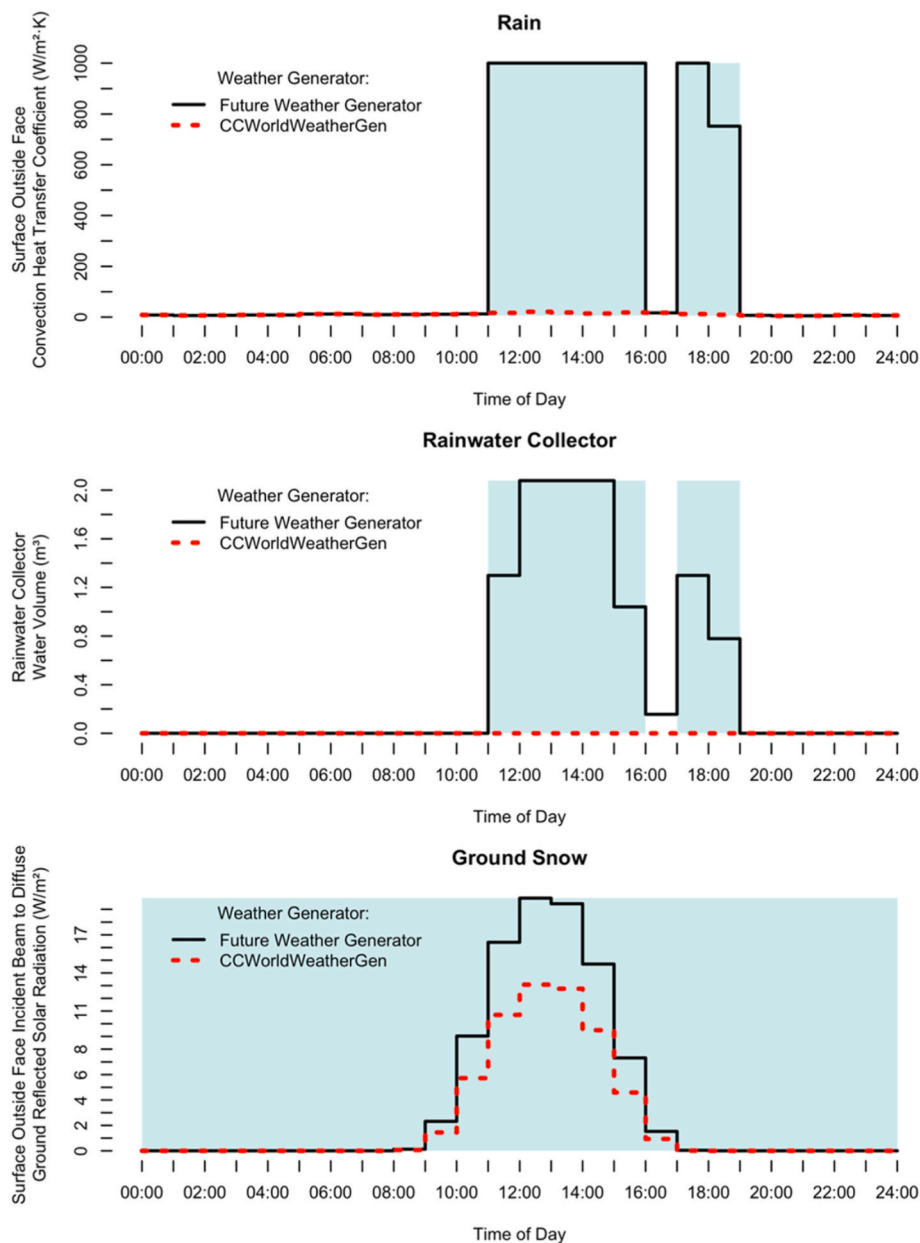 Rain
Surface Outside Face
Convection Heat Transfer Coefficient (W/m²·K)
1000
800
600
400
200
0
Weather Generator:
Future Weather Generator
CCWorldWeatherGen
00:00 02:00 04:00 06:00 08:00 10:00 12:00 14:00 16:00 18:00 20:00 22:00 24:00
Time of Day
Rainwater Collector
Rainwater Collector
Water Volume (m³)
2.0
1.6
1.2
0.8
0.4
0.0
Weather Generator:
Future Weather Generator
CCWorldWeatherGen
00:00 02:00 04:00 06:00 08:00 10:00 12:00 14:00 16:00 18:00 20:00 22:00 24:00
Time of Day
Ground Snow
Surface Outside Face Incident Beam to Diffuse
Ground Reflected Solar Radiation (W/m²)
17
14
11
8
6
4
2
0
Weather Generator:
Future Weather Generator
CCWorldWeatherGen
00:00 02:00 04:00 06:00 08:00 10:00 12:00 14:00 16:00 18:00 20:00 22:00 24:00
Time of Day